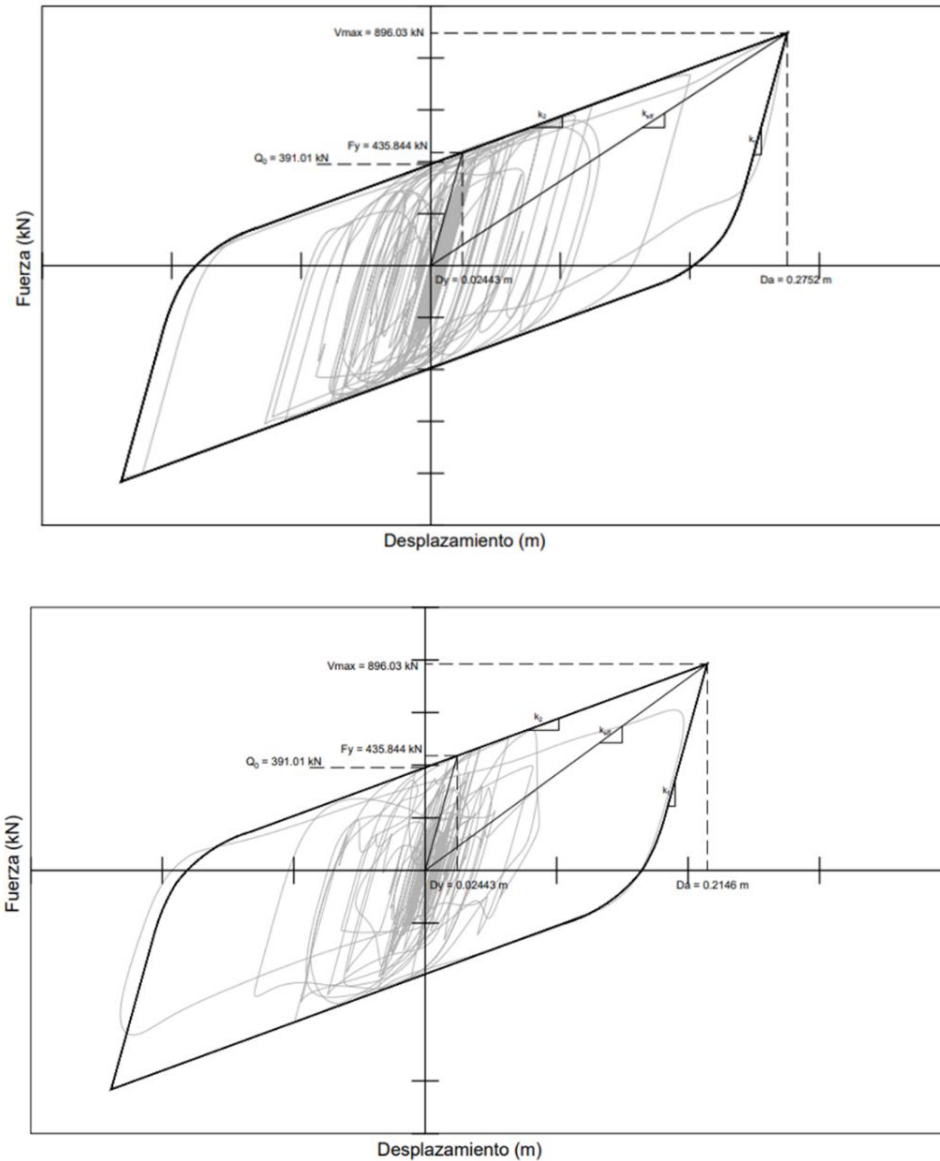 Vmax = 896.03 kN
k₂
k
k
Fy = 435.844 kN
Q₀ = 391.01 kN
Fuerza (kN)
Dy = 0.02443 m
Da = 0.2752 m
Desplazamiento (m)
Vmax = 896.03 kN
k₂
k
Fy = 435.844 kN
Q₀ = 391.01 kN
k
Fuerza (kN)
Dy = 0.02443 m
Da = 0.2146 m
Desplazamiento (m)